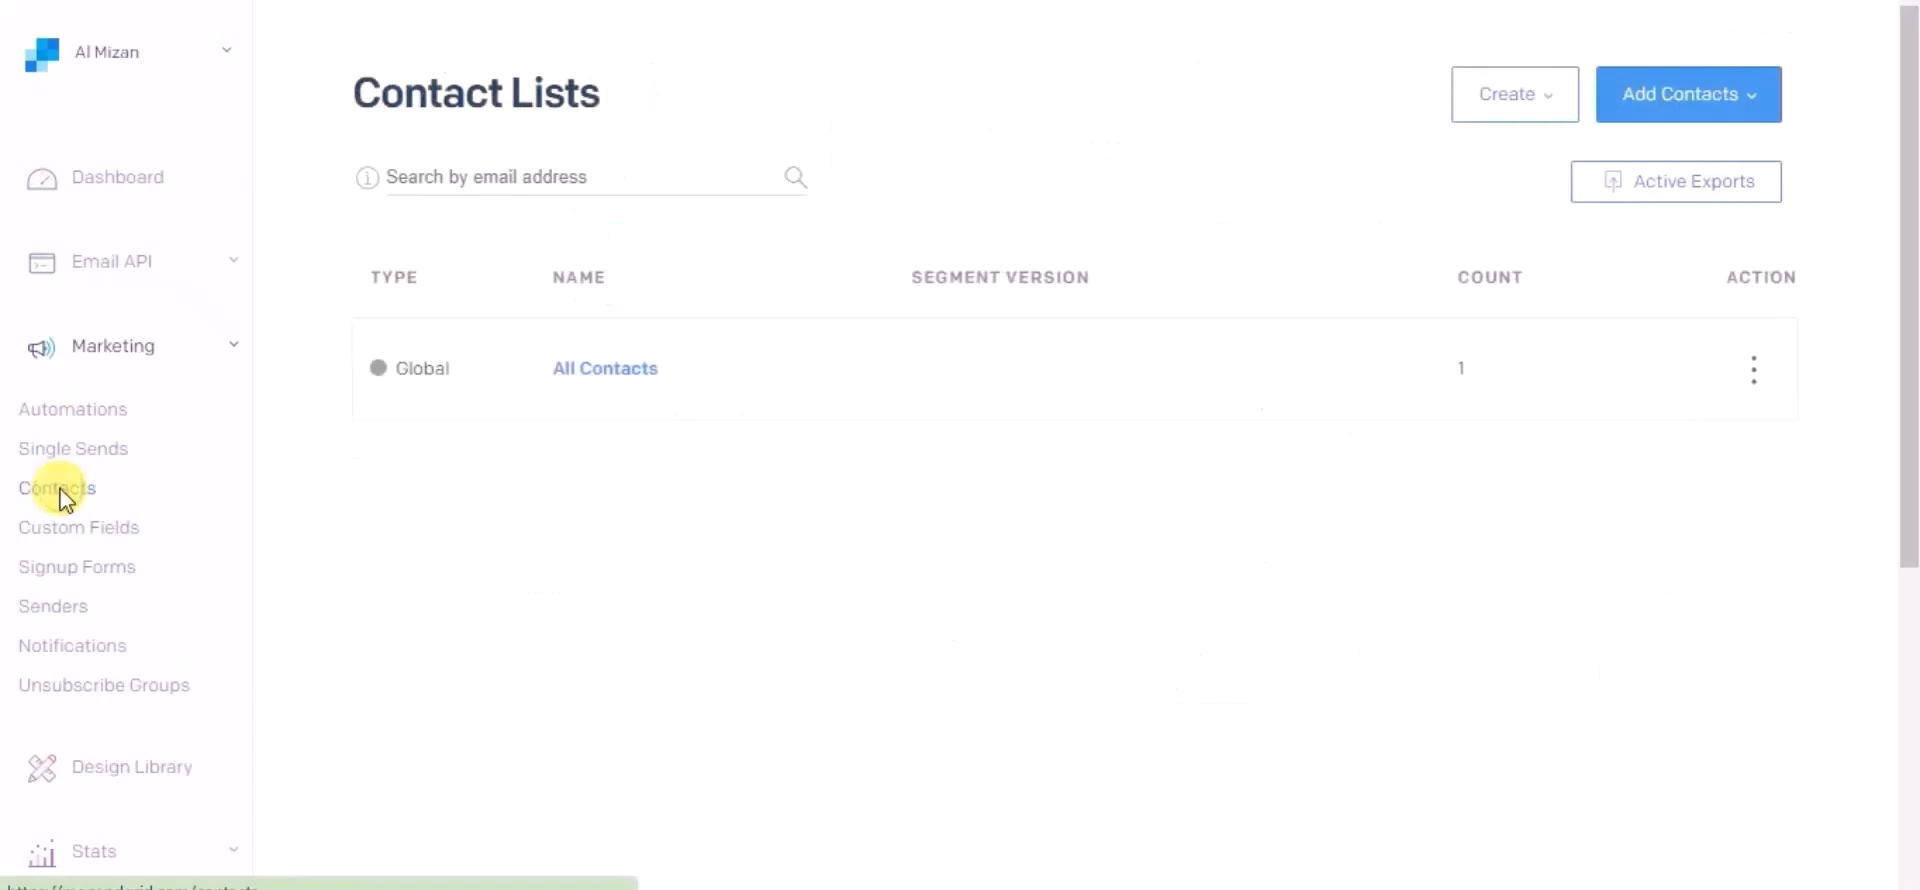 Al Mizan
Dashboard
Email API
Marketing
Automations
Single Sends
Contacts
Custom Fields
Signup Forms
Senders
Notifications
Unsubscribe Groups
Design Library
Stats
Contact Lists
Create
Add Contacts
Search by email address
Active Exports
TYPE NAME SEGMENT VERSION COUNT ACTION
Global All Contacts 1